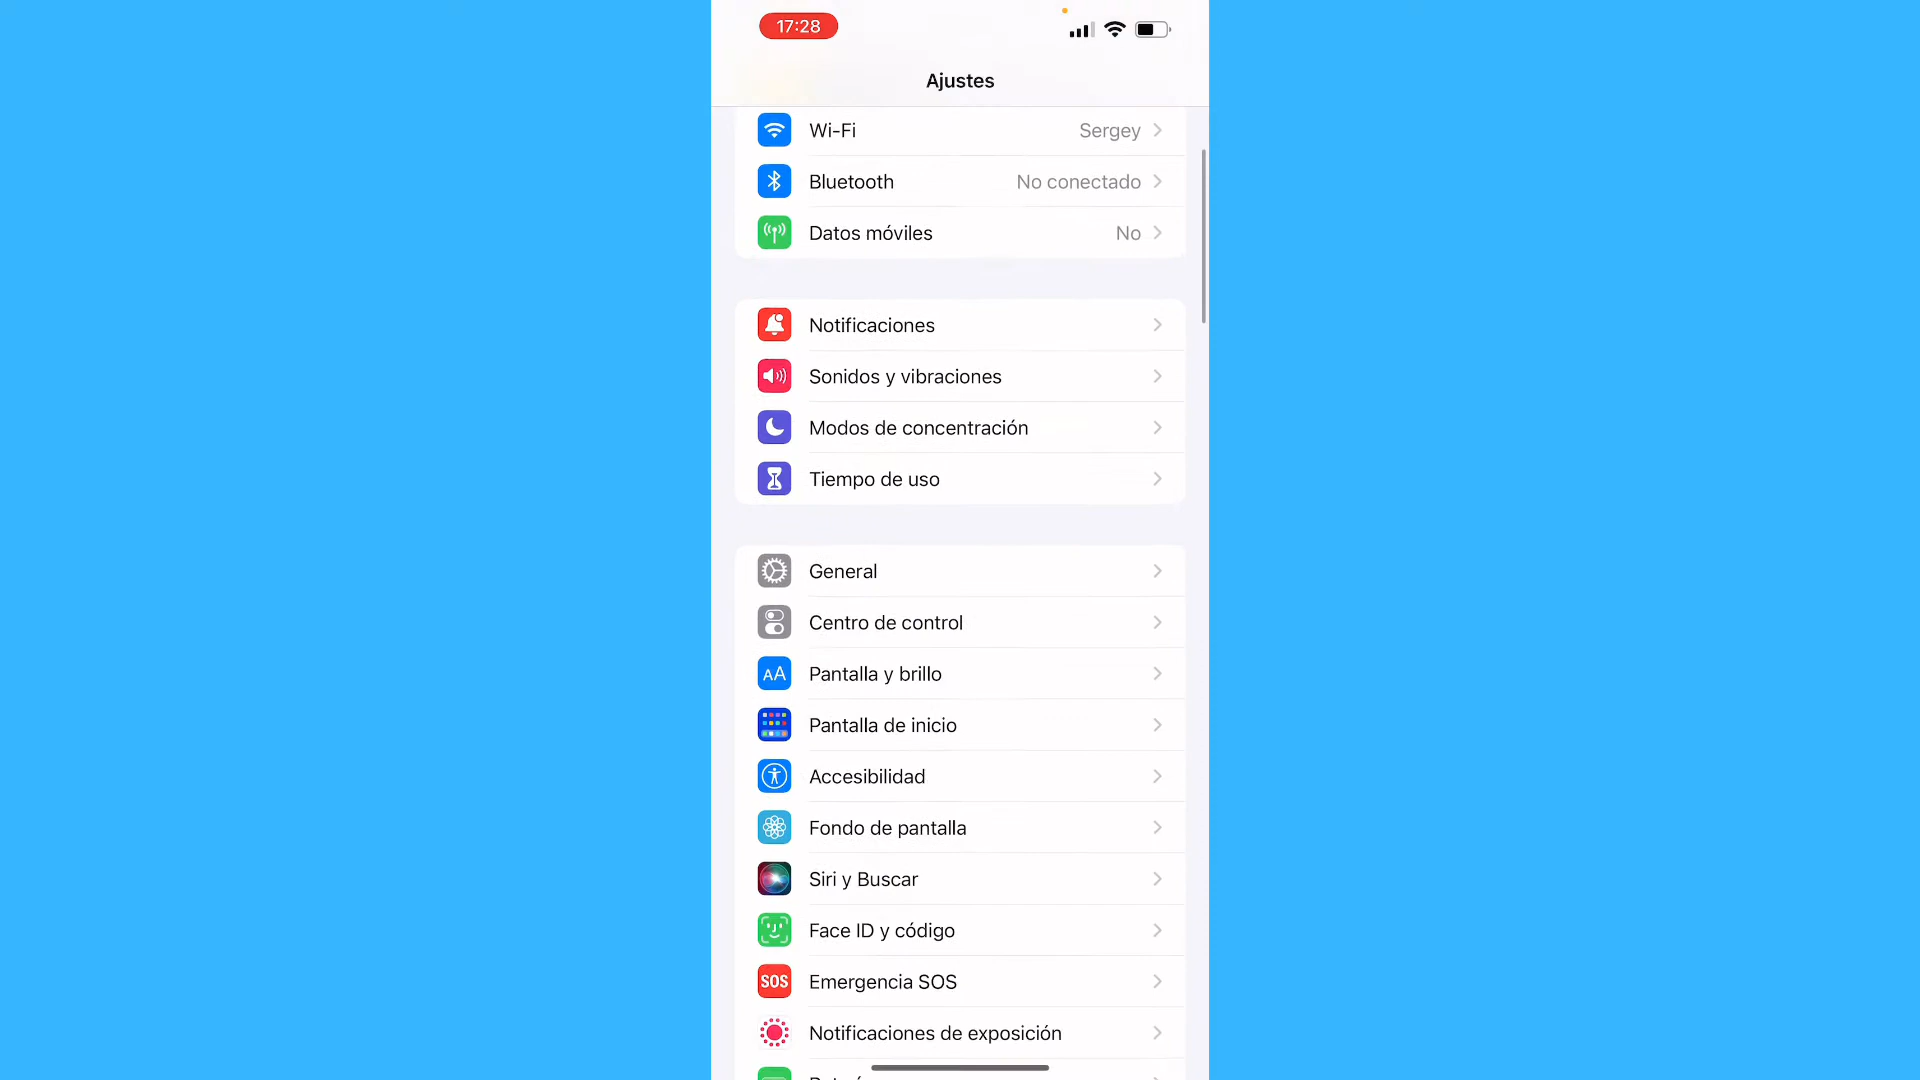 17:28
Ajustes
Wi-Fi Sergey
Bluetooth No conectado
Datos móviles No
Notificaciones
Sonidos y vibraciones
Modos de concentración
Tiempo de uso
General
Centro de control
AA Pantalla y brillo
Pantalla de inicio
Accesibilidad
Fondo de pantalla
Siri y Buscar
Face ID y código
SOS Emergencia SOS
Notificaciones de exposición